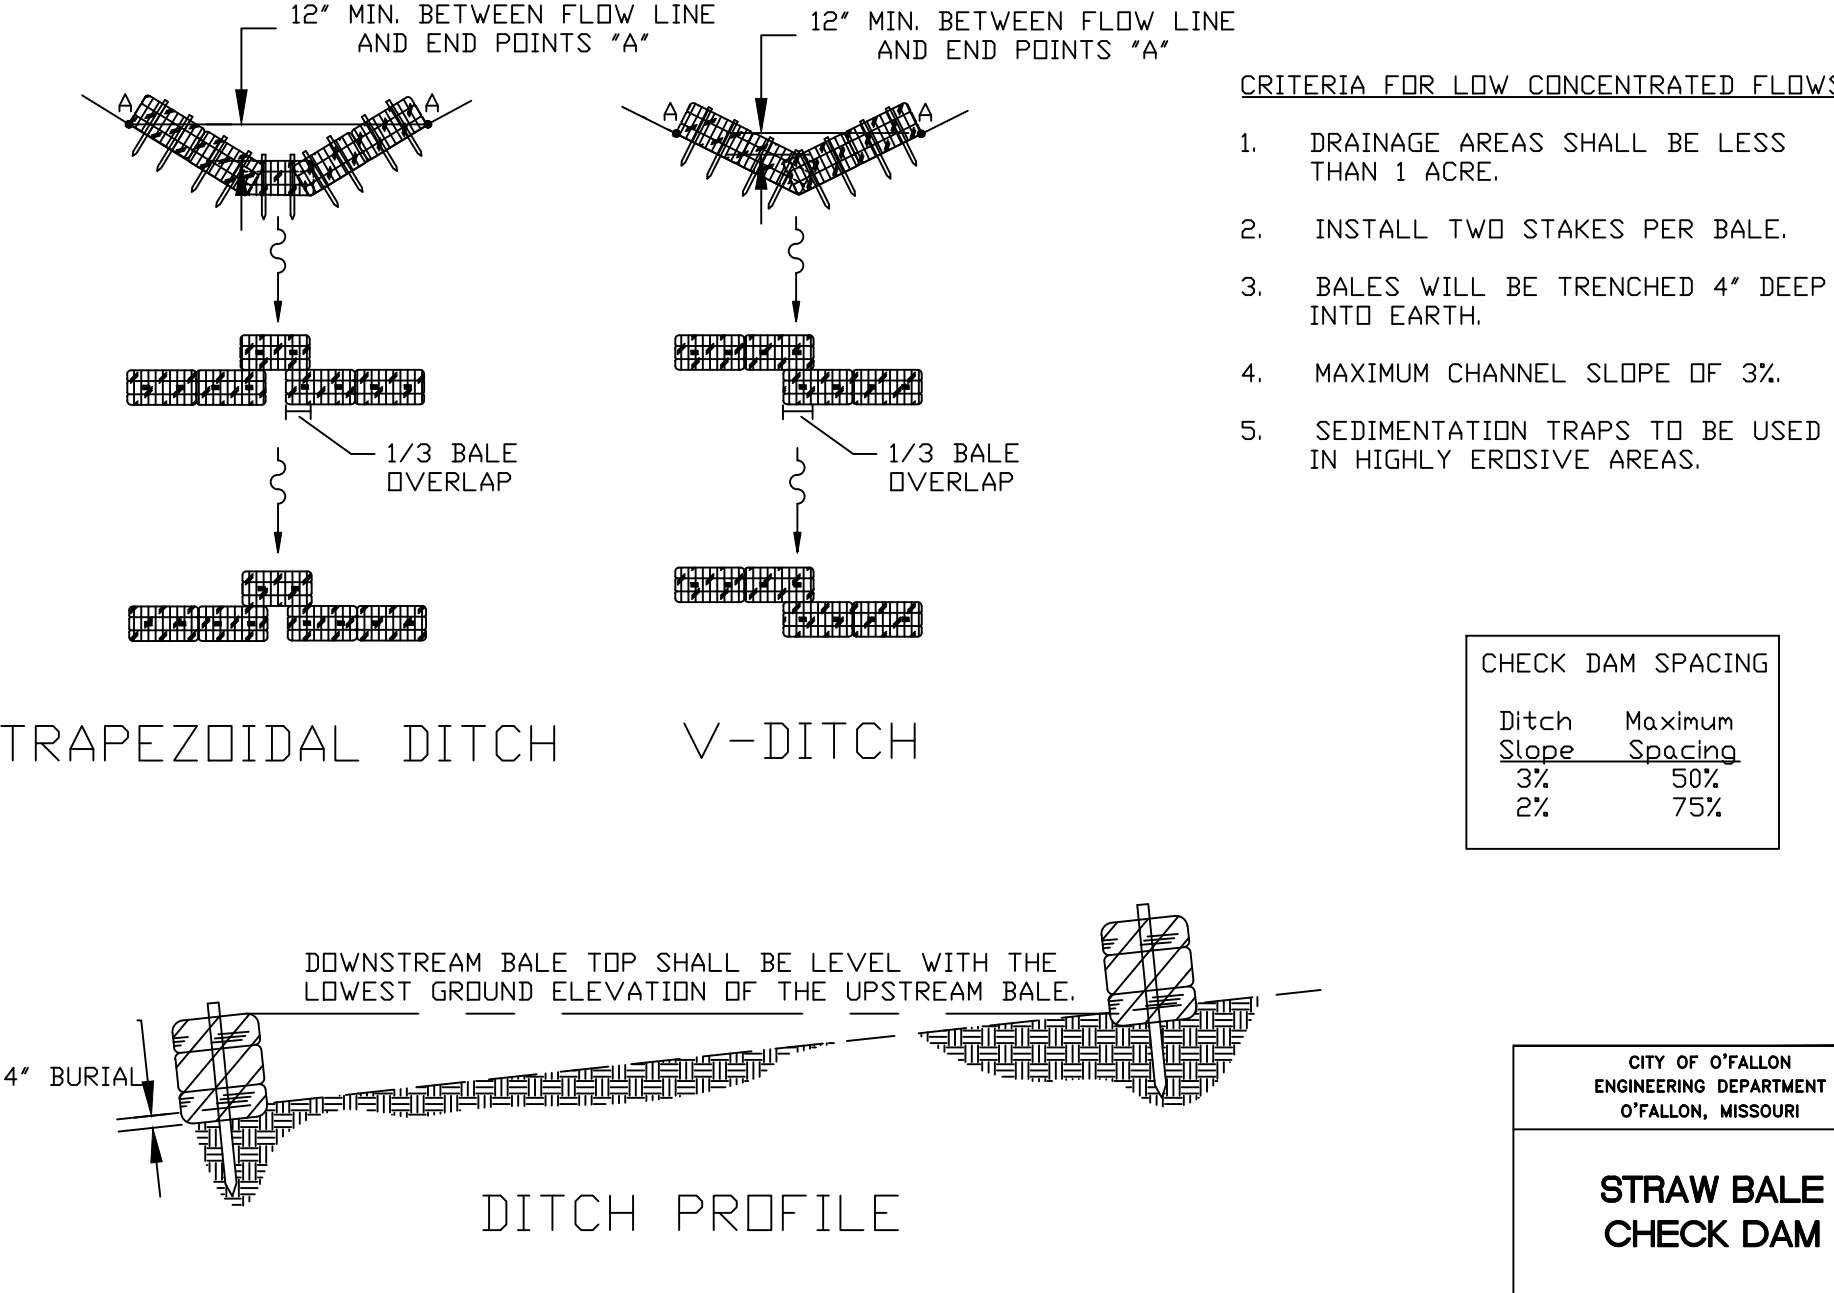 12" MIN. BETWEEN FLOW LINE
AND END POINTS "A"
12" MIN. BETWEEN FLOW LINE
AND END POINTS "A"
A
A
A
A
1/3 BALE
OVERLAP
1/3 BALE
OVERLAP
TRAPEZOIDAL DITCH
V-DITCH
CRITERIA FOR LOW CONCENTRATED FLOWS
1. DRAINAGE AREAS SHALL BE LESS
THAN 1 ACRE.
2. INSTALL TWO STAKES PER BALE.
3. BALES WILL BE TRENCHED 4" DEEP
INTO EARTH.
4. MAXIMUM CHANNEL SLOPE OF 3%.
5. SEDIMENTATION TRAPS TO BE USED
IN HIGHLY EROSIVE AREAS.
CHECK DAM SPACING
Ditch Maximum
Slope Spacing
3% 50%
2% 75%
DOWNSTREAM BALE TOP SHALL BE LEVEL WITH THE
LOWEST GROUND ELEVATION OF THE UPSTREAM BALE.
4" BURIAL
DITCH PROFILE
CITY OF O'FALLON
ENGINEERING DEPARTMENT
O'FALLON, MISSOURI
STRAW BALE
CHECK DAM